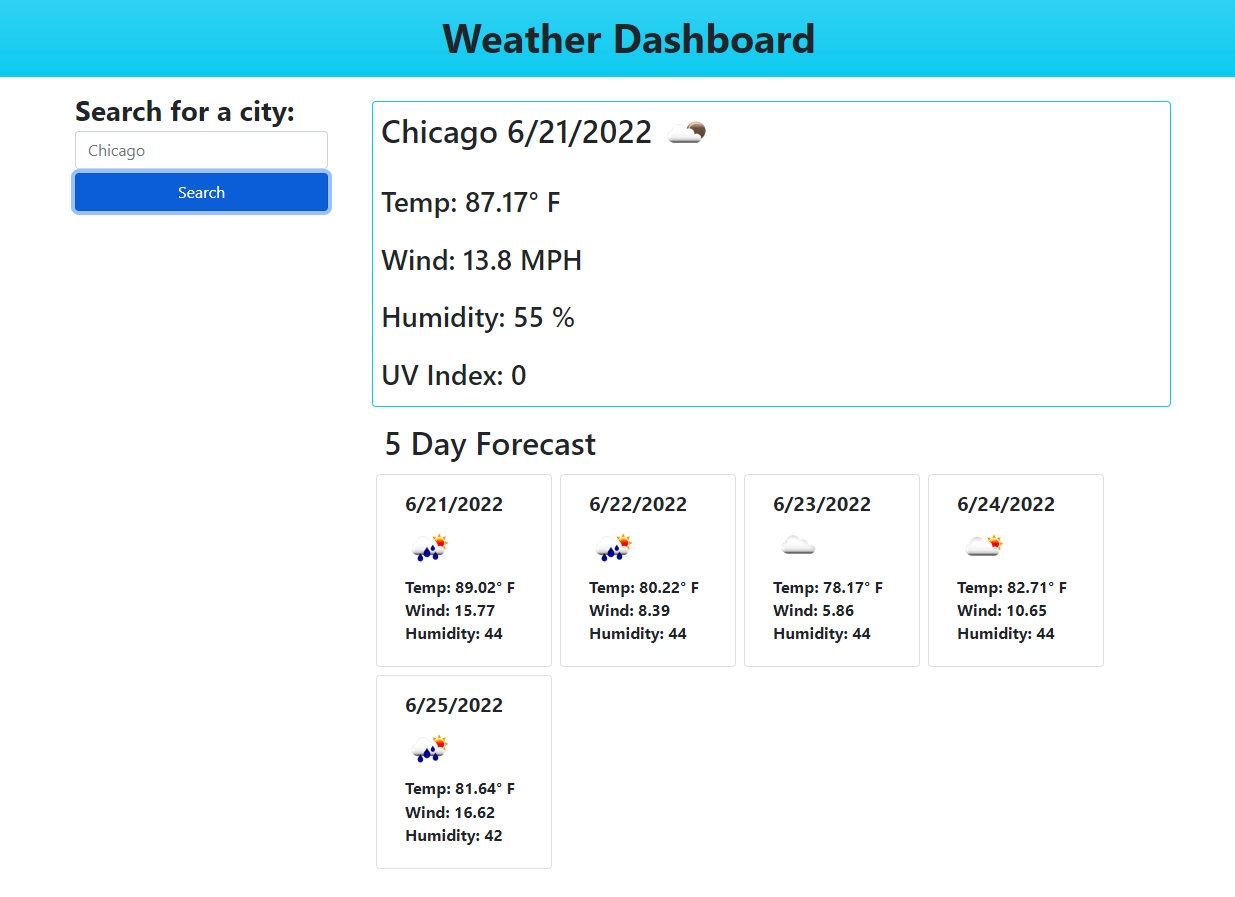 Weather Dashboard
Search for a city:
Chicago
Search
Chicago 6/21/2022
Temp: 87.17° F
Wind: 13.8 MPH
Humidity: 55 %
UV Index: 0
5 Day Forecast
6/21/2022
Temp: 89.02° F
Wind: 15.77
Humidity: 44
6/22/2022
Temp: 80.22° F
Wind: 8.39
Humidity: 44
6/23/2022
Temp: 78.17° F
Wind: 5.86
Humidity: 44
6/24/2022
Temp: 82.71° F
Wind: 10.65
Humidity: 44
6/25/2022
Temp: 81.64° F
Wind: 16.62
Humidity: 42